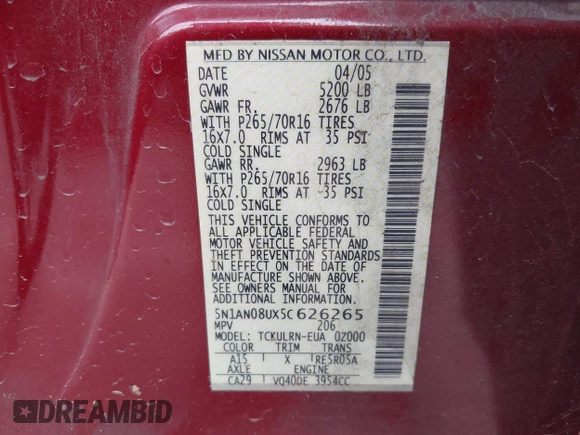 MFD BY NISSAN MOTOR CO., LTD.
DATE 04/05
GVWR 5200 LB
GAWR FR. 2676 LB
WITH P265/70R16 TIRES
16X7.0 RIMS AT 35 PSI
COLD SINGLE
GAWR RR. 2963 LB
WITH P265/70R16 TIRES
16X7.0 RIMS AT 35 PSI
COLD SINGLE
THIS VEHICLE CONFORMS TO
ALL APPLICABLE FEDERAL
MOTOR VEHICLE SAFETY AND
THEFT PREVENTION STANDARDS
IN EFFECT ON THE DATE OF
MANUFACTURE SHOWN ABOVE.
SEE OWNERS MANUAL FOR
ADDITIONAL INFORMATION.
5N1AN08UX5C626265
MPV 206
MODEL: TCKULRN-EUA 02000
COLOR TRIM TRANS
A15 X RE5R05A
AXLE ENGINE
CA29 VQ40DE 3954CC
DREAMBID